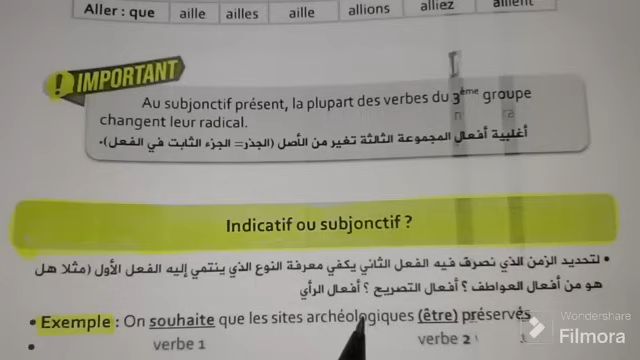 Aller : que aille ailles aille allions alliez aillent
IMPORTANT
Au subjonctif présent, la plupart des verbes du 3ème groupe
changent leur radical.
أغلبية أفعال المجموعة الثالثة تغير من الأصل (الجذر= الجزء الثابت في الفعل).
Indicatif ou subjonctif ?
• لتحديد الزمن الذي نصرف فيه الفعل الثاني يكفي معرفة النوع الذي ينتمي إليه الفعل الأول (مثلا هل
هو من أفعال العواطف ؟ أفعال التصريح ؟ أفعال الرأي
• Exemple : On souhaite que les sites archéologiques (être) préservés
verbe 1 verbe 2
Wondershare
Filmora